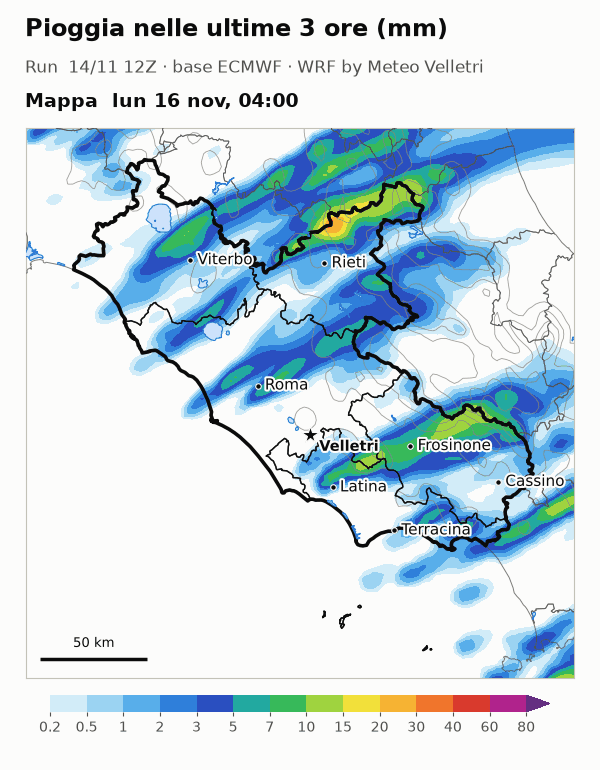 Pioggia nelle ultime 3 ore (mm)
Run 14/11 12Z · base ECMWF · WRF by Meteo Velletri
Mappa lun 16 nov, 04:00
Viterbo
Rieti
Roma
Velletri
Frosinone
Latina
Cassino
Terracina
50 km
0.2 0.5 1 2 3 5 7 10 15 20 30 40 60 80